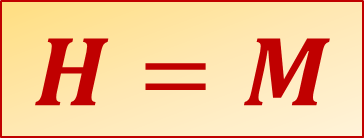 H = M